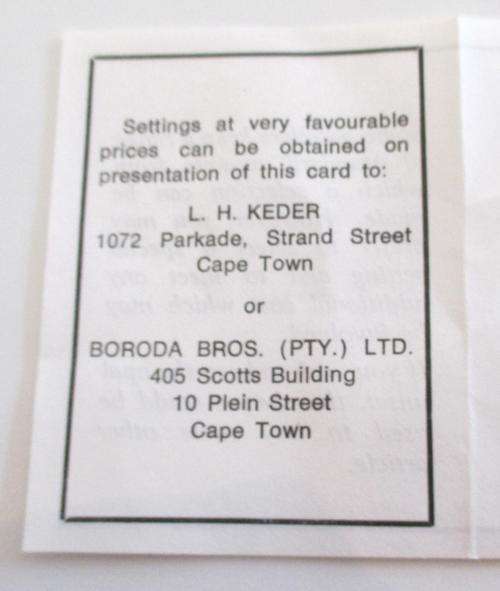 Settings at very favourable
prices can be obtained on
presentation of this card to:
L. H. KEDER
1072 Parkade, Strand Street
Cape Town
or
BORODA BROS. (PTY.) LTD.
405 Scotts Building
10 Plein Street
Cape Town